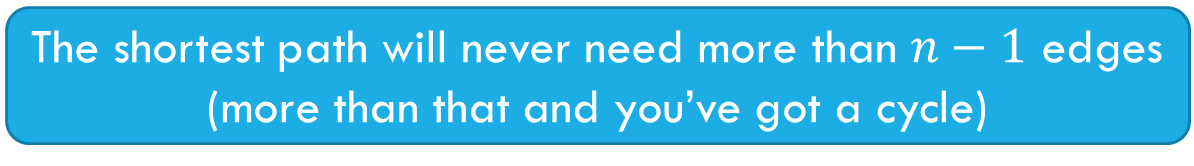 The shortest path will never need more than n − 1 edges
(more than that and you’ve got a cycle)